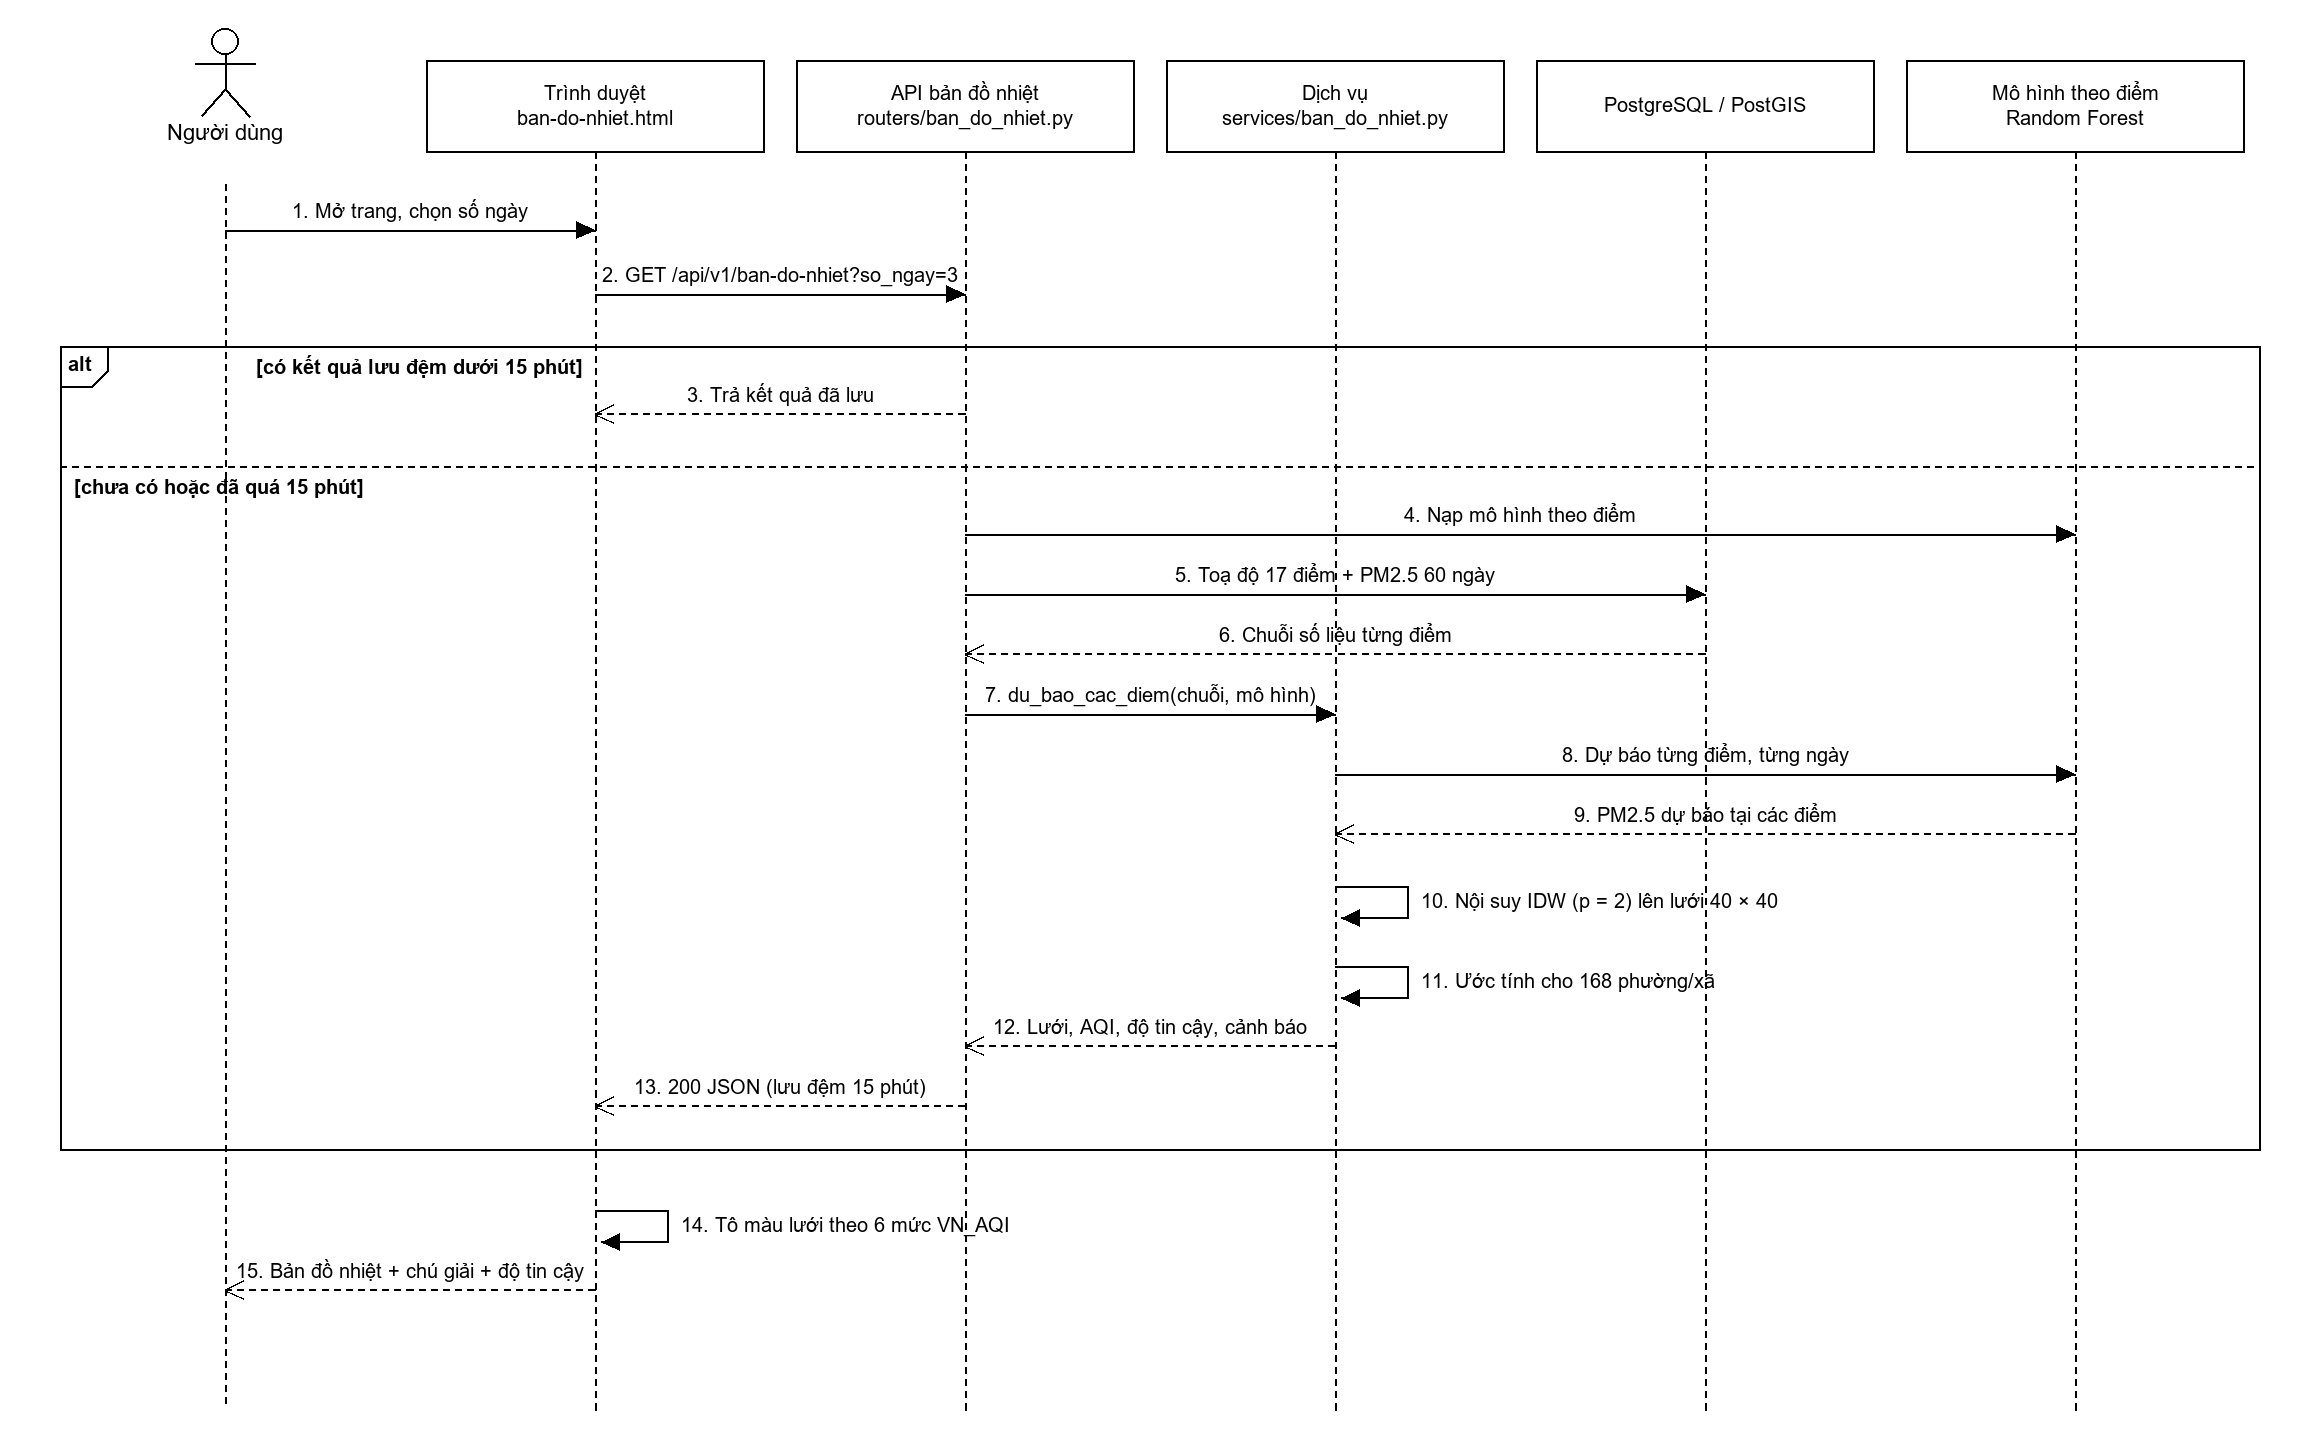 Người dùng
Trình duyệt
ban-do-nhiet.html
API bản đồ nhiệt
routers/ban_do_nhiet.py
Dịch vụ
services/ban_do_nhiet.py
PostgreSQL / PostGIS
Mô hình theo điểm
Random Forest
1. Mở trang, chọn số ngày
2. GET /api/v1/ban-do-nhiet?so_ngay=3
alt
[có kết quả lưu đệm dưới 15 phút]
3. Trả kết quả đã lưu
[chưa có hoặc đã quá 15 phút]
4. Nạp mô hình theo điểm
5. Toạ độ 17 điểm + PM2.5 60 ngày
6. Chuỗi số liệu từng điểm
7. du_bao_cac_diem(chuỗi, mô hình)
8. Dự báo từng điểm, từng ngày
9. PM2.5 dự báo tại các điểm
10. Nội suy IDW (p = 2) lên lưới 40 × 40
11. Ước tính cho 168 phường/xã
12. Lưới, AQI, độ tin cậy, cảnh báo
13. 200 JSON (lưu đệm 15 phút)
14. Tô màu lưới theo 6 mức VN_AQI
15. Bản đồ nhiệt + chú giải + độ tin cậy